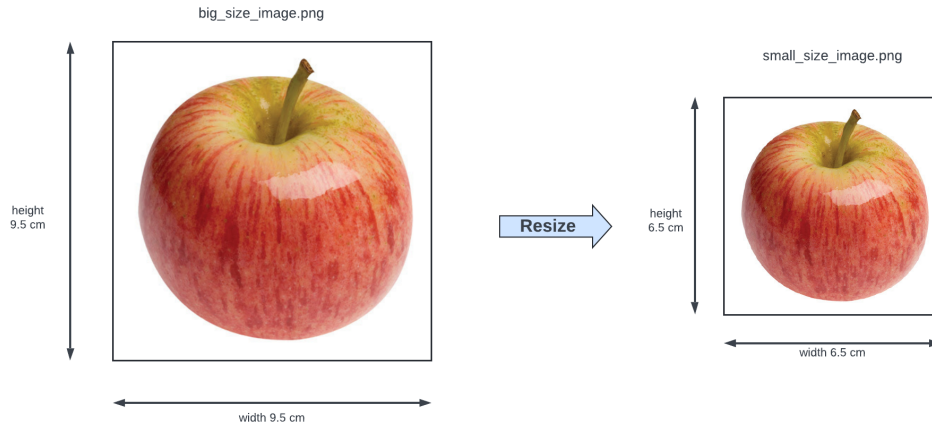 big_size_image.png
height
9.5 cm
width 9.5 cm
Resize
small_size_image.png
height
6.5 cm
width 6.5 cm